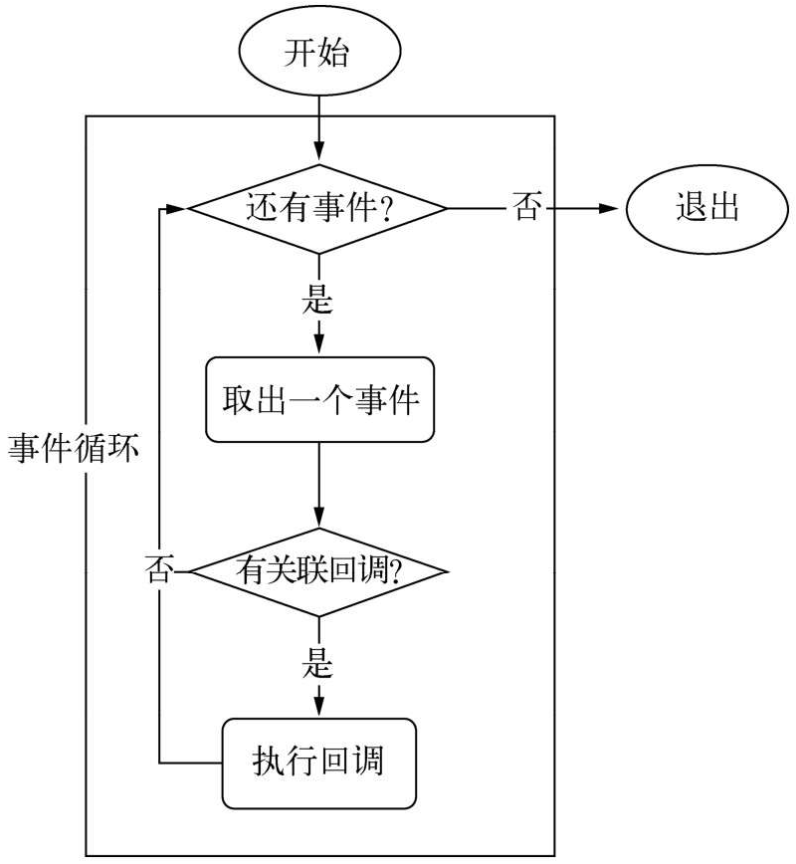 开始
还有事件?
否
退出
是
取出一个事件
事件循环
有关联回调?
否
是
执行回调